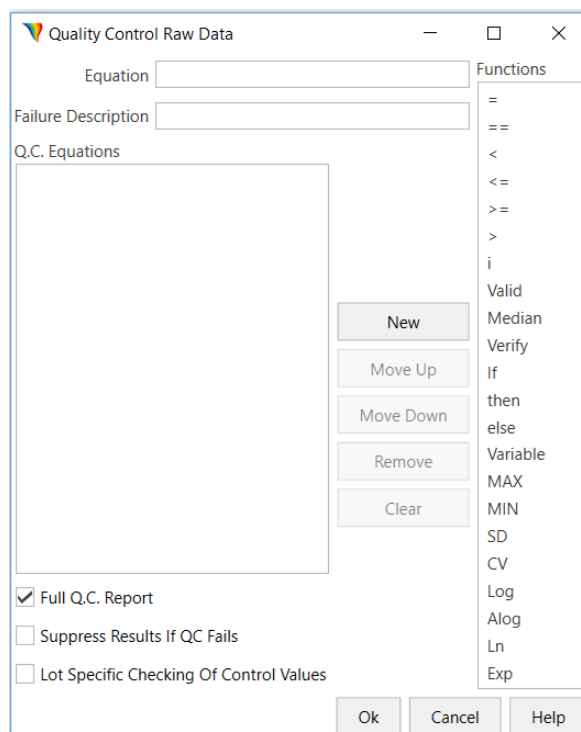 Quality Control Raw Data
Equation
Failure Description
Q.C. Equations
New
Move Up
Move Down
Remove
Clear
Full Q.C. Report
Suppress Results If QC Fails
Lot Specific Checking Of Control Values
Functions
=
==
<
<=
>=
>
i
Valid
Median
Verify
If
then
else
Variable
MAX
MIN
SD
CV
Log
Alog
Ln
Exp
Ok
Cancel
Help